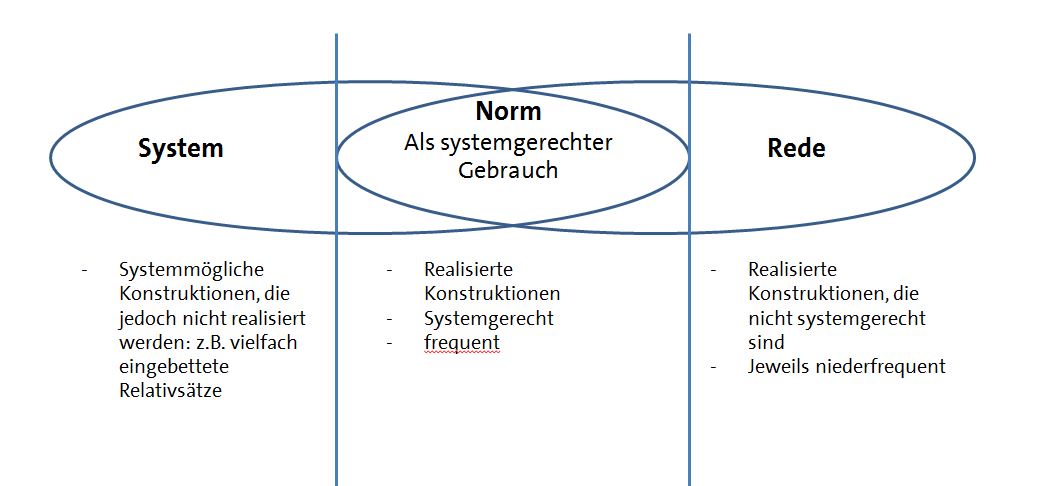 System
Norm
Als systemgerechter
Gebrauch
Rede
- Systemmögliche
Konstruktionen, die
jedoch nicht realisiert
werden: z.B. vielfach
eingebettete
Relativsätze
- Realisierte
Konstruktionen
- Systemgerecht
- frequent
- Realisierte
Konstruktionen, die
nicht systemgerecht
sind
- Jeweils niederfrequent